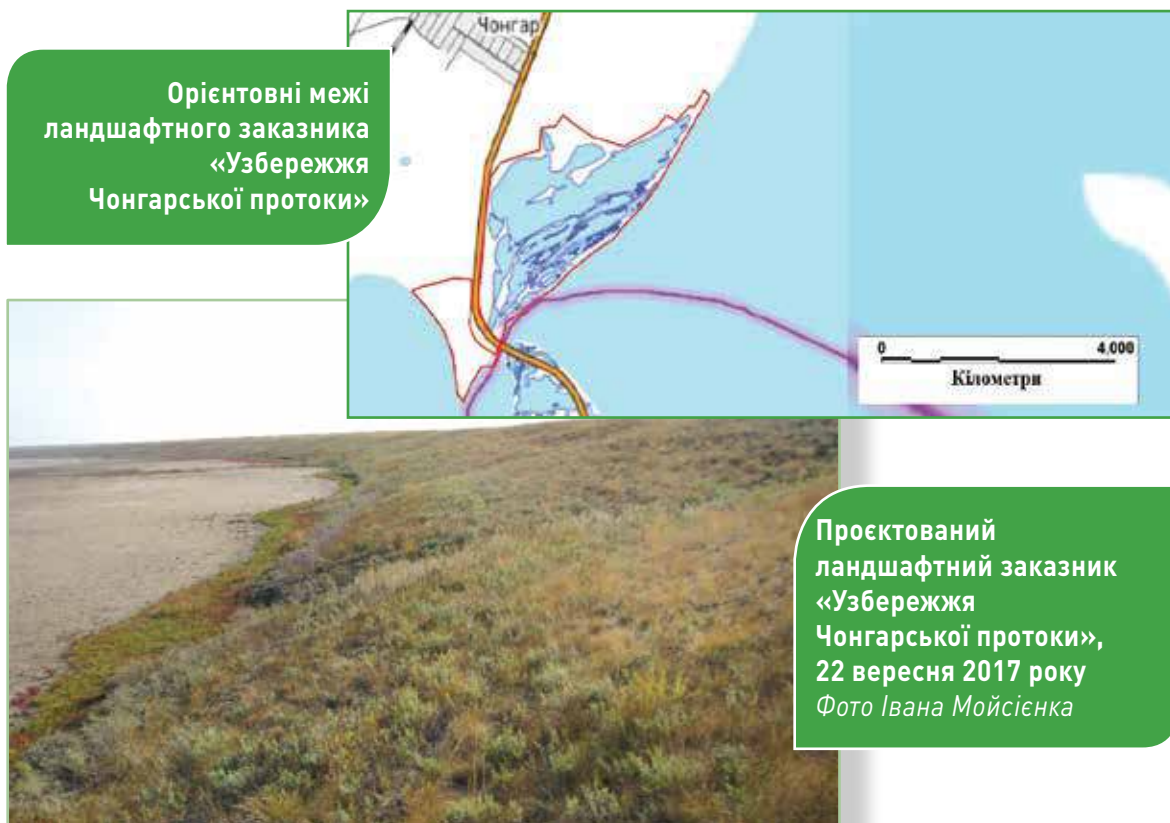 Орієнтовні межі
ландшафтного заказника
«Узбережжя
Чонгарської протоки»
Чонгар
0 4,000
Кілометри
Проєктований
ландшафтний заказник
«Узбережжя
Чонгарської протоки»,
22 вересня 2017 року
Фото Івана Мойсієнка